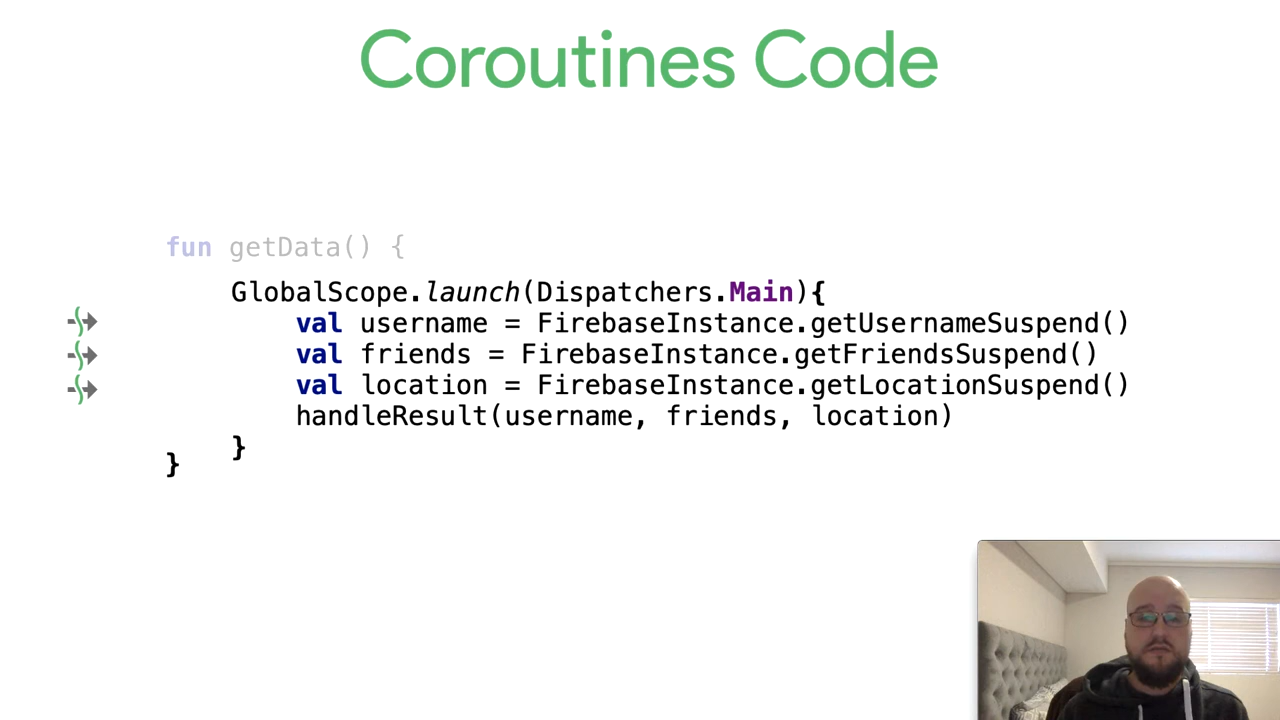 Coroutines Code
fun getData() {
GlobalScope.launch(Dispatchers.Main){
val username = FirebaseInstance.getUsernameSuspend()
val friends = FirebaseInstance.getFriendsSuspend()
val location = FirebaseInstance.getLocationSuspend()
handleResult(username, friends, location)
}
}